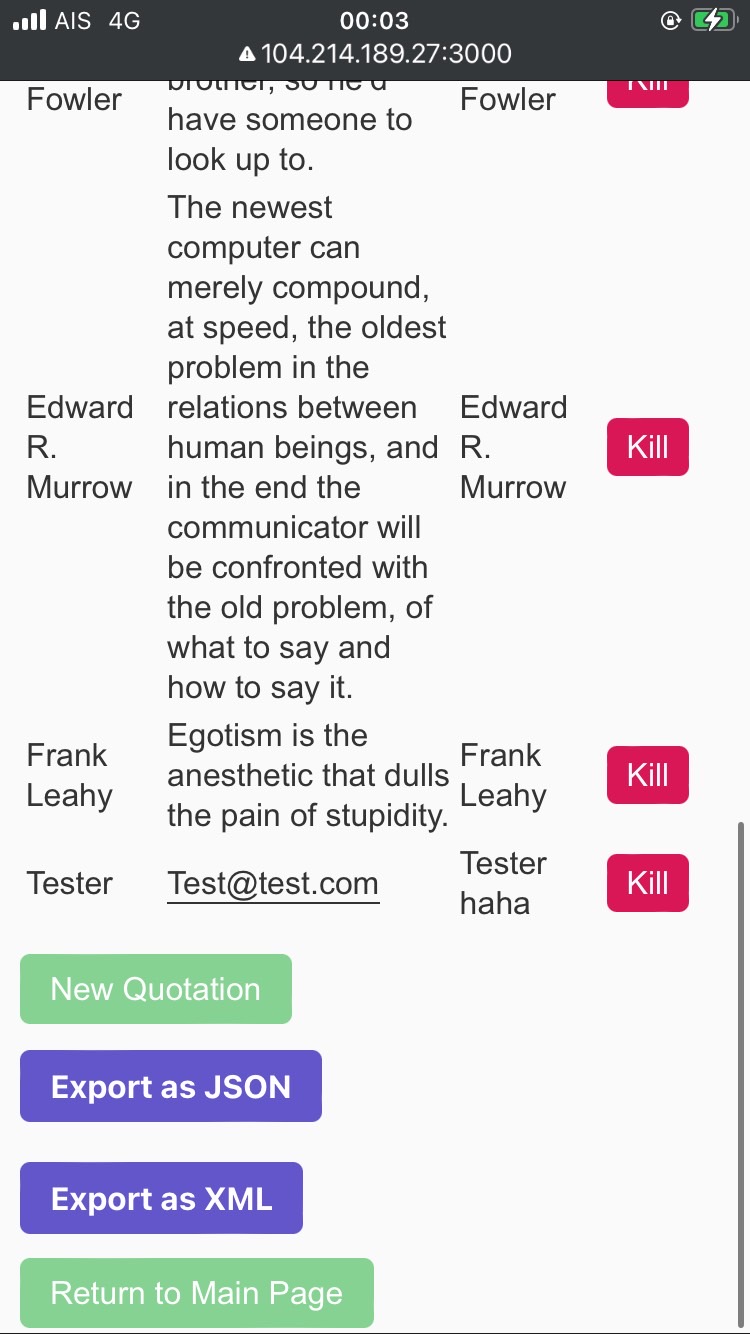 AIS 4G 00:03
104.214.189.27:3000
brother, so he'd
Fowler
have someone to
look up to.
Fowler
Kill
The newest
computer can
merely compound,
at speed, the oldest
problem in the
relations between
human beings, and
in the end the
communicator will
be confronted with
the old problem, of
what to say and
how to say it.
Edward
R.
Murrow
Edward
R.
Murrow
Kill
Frank
Leahy
Egotism is the
anesthetic that dulls
the pain of stupidity.
Frank
Leahy
Kill
Tester
Test@test.com
Tester
haha
Kill
New Quotation
Export as JSON
Export as XML
Return to Main Page